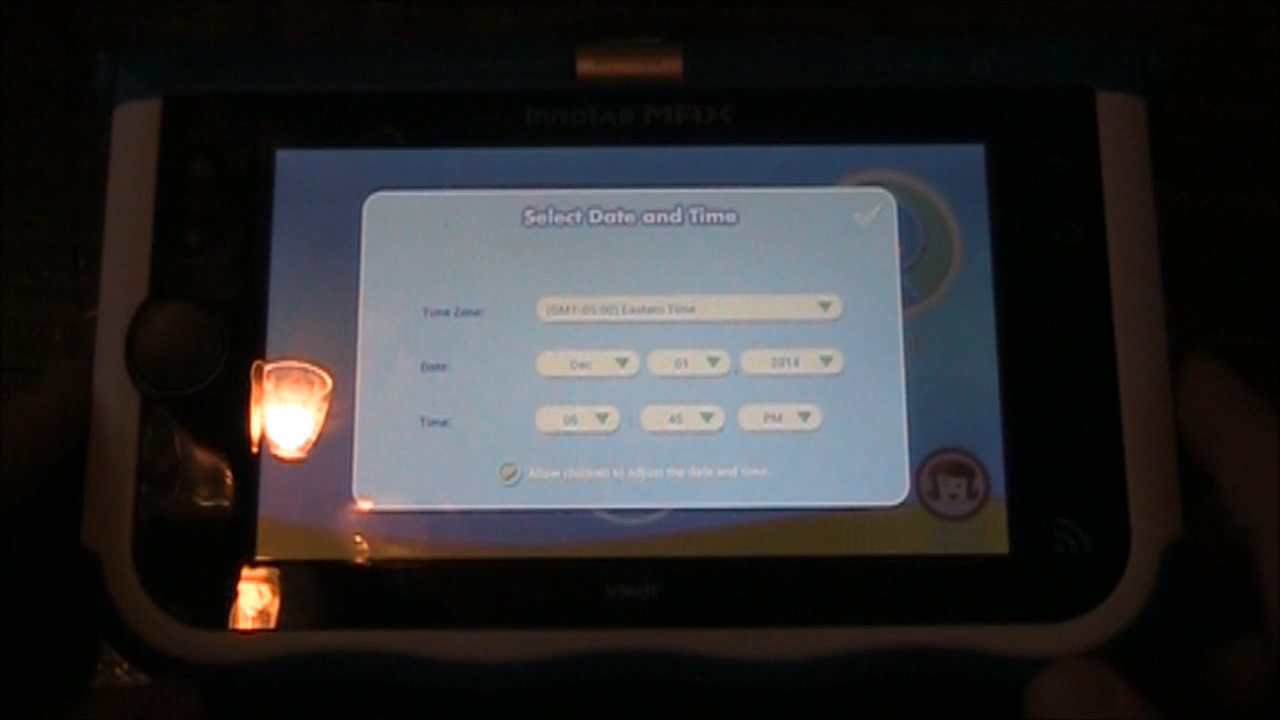 InnoTAB MAX
Select Date and Time
Time Zone: (GMT-05:00) Eastern Time
Date: Dec 01 , 2014
Time: 05 : 45 PM
Allow children to adjust the date and time.
vtech